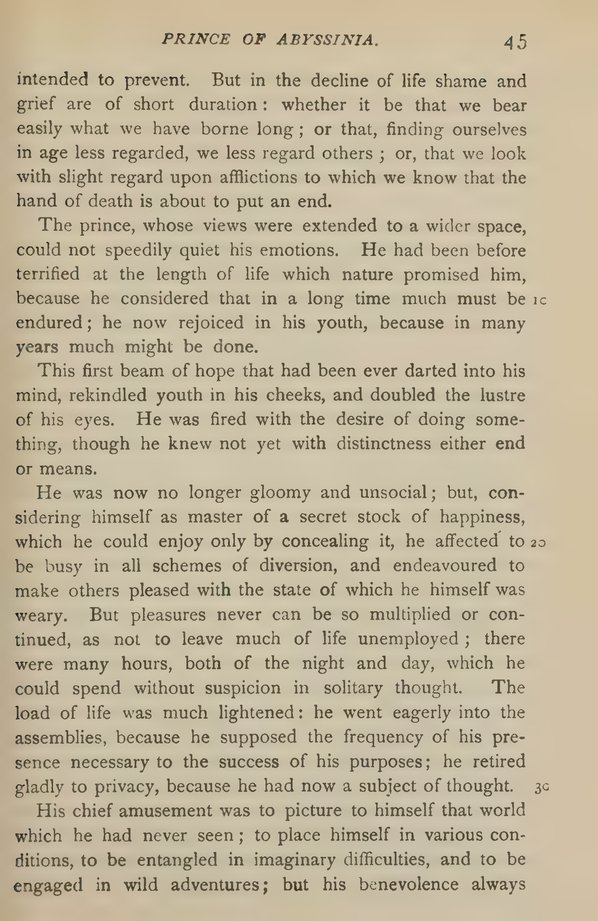 PRINCE OF ABYSSINIA. 45
intended to prevent. But in the decline of life shame and
grief are of short duration : whether it be that we bear
easily what we have borne long ; or that, finding ourselves
in age less regarded, we less regard others ; or, that we look
with slight regard upon afflictions to which we know that the
hand of death is about to put an end.
The prince, whose views were extended to a wider space,
could not speedily quiet his emotions. He had been before
terrified at the length of life which nature promised him,
because he considered that in a long time much must be 10
endured ; he now rejoiced in his youth, because in many
years much might be done.
This first beam of hope that had been ever darted into his
mind, rekindled youth in his cheeks, and doubled the lustre
of his eyes. He was fired with the desire of doing some-
thing, though he knew not yet with distinctness either end
or means.
He was now no longer gloomy and unsocial ; but, con-
sidering himself as master of a secret stock of happiness,
which he could enjoy only by concealing it, he affected to 20
be busy in all schemes of diversion, and endeavoured to
make others pleased with the state of which he himself was
weary. But pleasures never can be so multiplied or con-
tinued, as not to leave much of life unemployed ; there
were many hours, both of the night and day, which he
could spend without suspicion in solitary thought. The
load of life was much lightened : he went eagerly into the
assemblies, because he supposed the frequency of his pre-
sence necessary to the success of his purposes ; he retired
gladly to privacy, because he had now a subject of thought. 30
His chief amusement was to picture to himself that world
which he had never seen ; to place himself in various con-
ditions, to be entangled in imaginary difficulties, and to be
engaged in wild adventures ; but his benevolence always